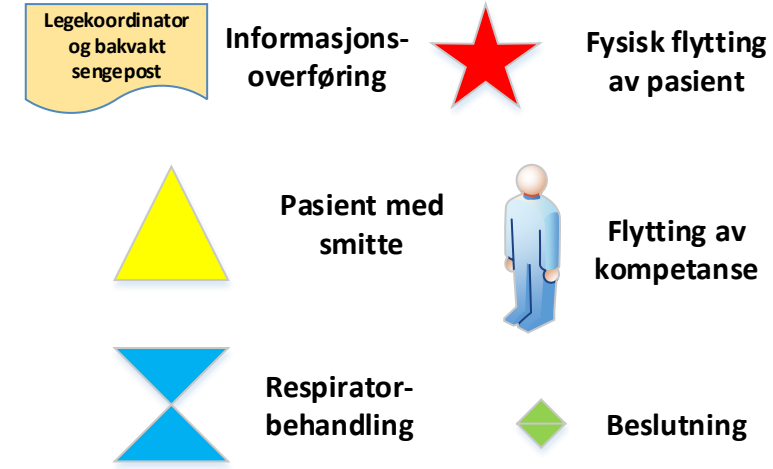 Legekoordinator
og bakvakt
sengepost
Informasjons-
overføring
Fysisk flytting
av pasient
Pasient med
smitte
Flytting av
kompetanse
Respirator-
behandling
Beslutning